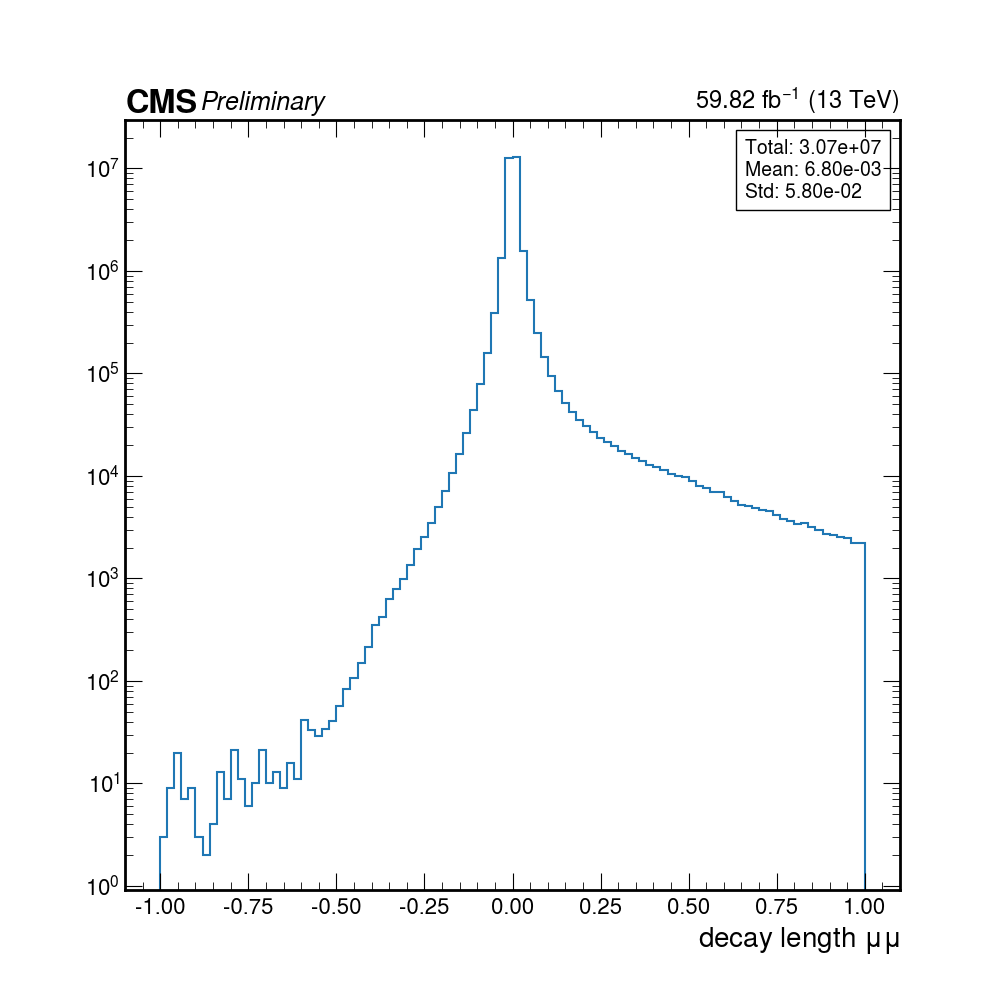 CMS Preliminary
59.82 fb⁻¹ (13 TeV)
Total: 3.07e+07
Mean: 6.80e-03
Std: 5.80e-02
10⁷
10⁶
10⁵
10⁴
10³
10²
10¹
10⁰
-1.00 -0.75 -0.50 -0.25 0.00 0.25 0.50 0.75 1.00
decay length μμ